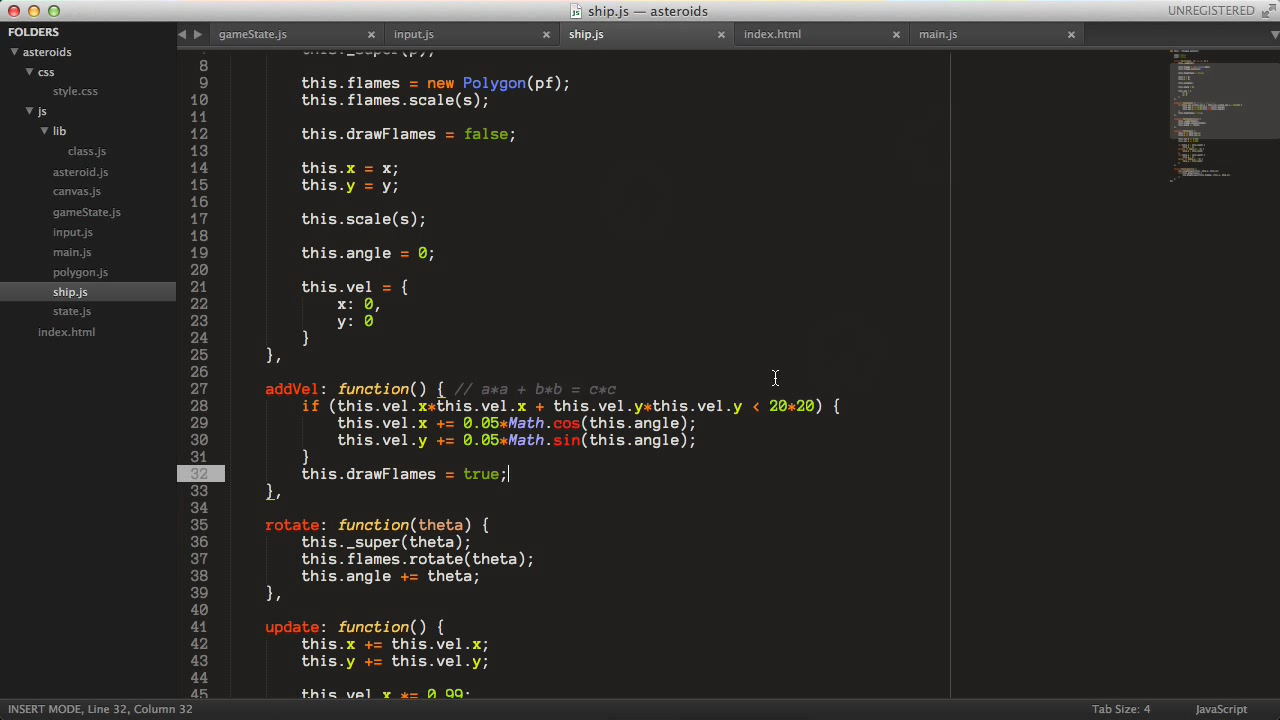 ship.js — asteroids
UNREGISTERED
FOLDERS
asteroids
css
style.css
js
lib
class.js
asteroid.js
canvas.js
gameState.js
input.js
main.js
polygon.js
ship.js
state.js
index.html
gameState.js × input.js × ship.js × index.html × main.js ×
this._super(p);
8
9 this.flames = new Polygon(pf);
10 this.flames.scale(s);
11
12 this.drawFlames = false;
13
14 this.x = x;
15 this.y = y;
16
17 this.scale(s);
18
19 this.angle = 0;
20
21 this.vel = {
22 x: 0,
23 y: 0
24 }
25 },
26
27 addVel: function() { // a*a + b*b = c*c
28 if (this.vel.x*this.vel.x + this.vel.y*this.vel.y < 20*20) {
29 this.vel.x += 0.05*Math.cos(this.angle);
30 this.vel.y += 0.05*Math.sin(this.angle);
31 }
32 this.drawFlames = true;
33 },
34
35 rotate: function(theta) {
36 this._super(theta);
37 this.flames.rotate(theta);
38 this.angle += theta;
39 },
40
41 update: function() {
42 this.x += this.vel.x;
43 this.y += this.vel.y;
44
45 this.vel.x *= 0.99;
INSERT MODE, Line 32, Column 32
Tab Size: 4
JavaScript